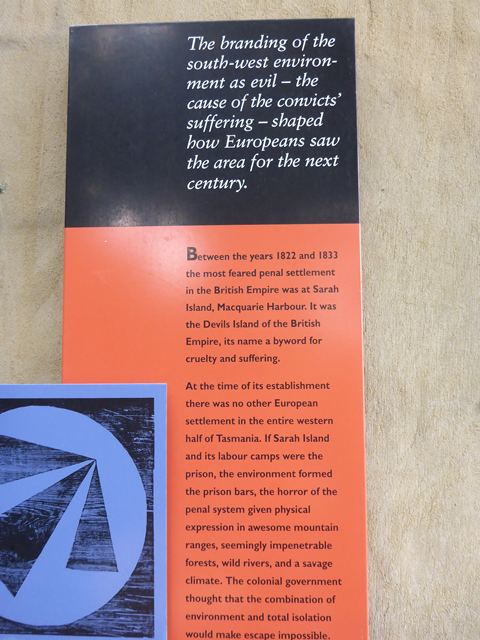 The branding of the
south-west environ-
ment as evil – the
cause of the convicts'
suffering – shaped
how Europeans saw
the area for the next
century.
Between the years 1822 and 1833
the most feared penal settlement
in the British Empire was at Sarah
Island, Macquarie Harbour. It was
the Devils Island of the British
Empire, its name a byword for
cruelty and suffering.
At the time of its establishment
there was no other European
settlement in the entire western
half of Tasmania. If Sarah Island
and its labour camps were the
prison, the environment formed
the prison bars, the horror of the
penal system given physical
expression in awesome mountain
ranges, seemingly impenetrable
forests, wild rivers, and a savage
climate. The colonial government
thought that the combination of
environment and total isolation
would make escape impossible.